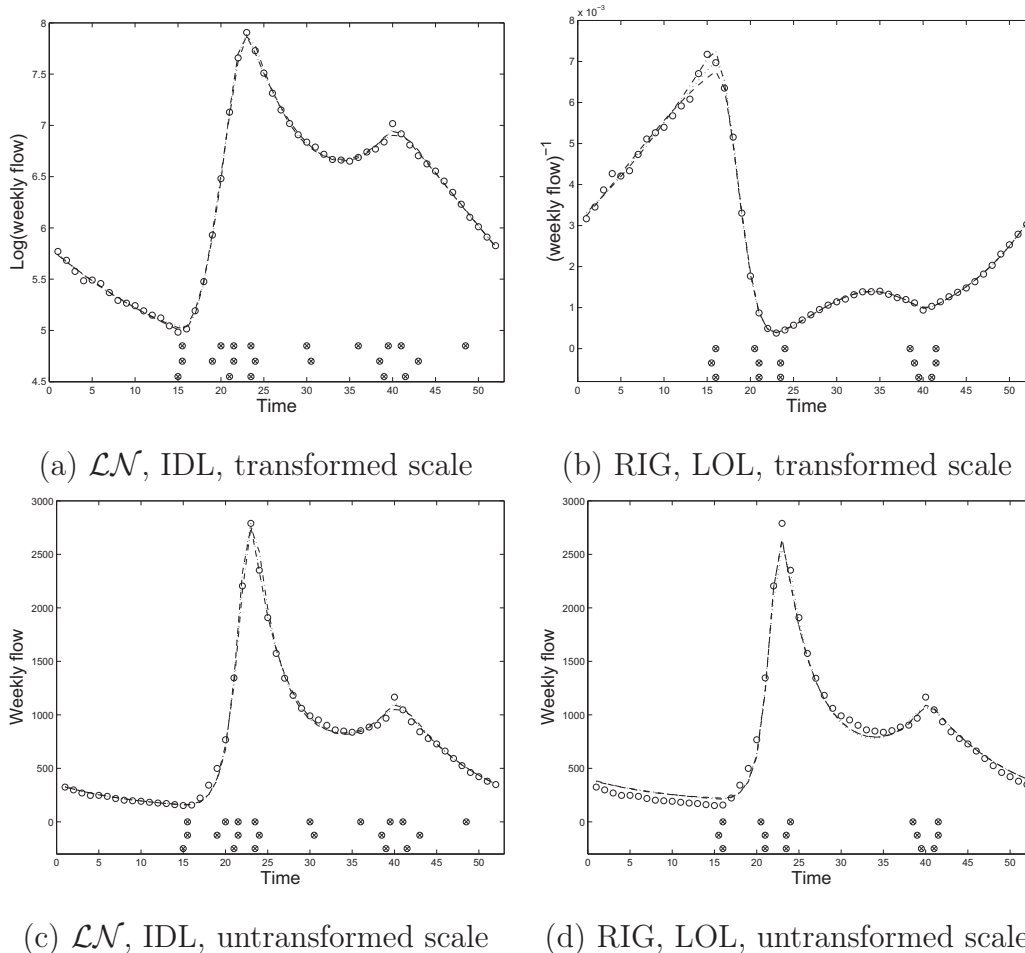 8
7.5
7
6.5
6
5.5
5
4.5
0 5 10 15 20 25 30 35 40 45 50
Log(weekly flow)
Time
x 10⁻³
8
7
6
5
4
3
2
1
0
0 5 10 15 20 25 30 35 40 45 50
(weekly flow)⁻¹
Time
(a) ℒ𝒩, IDL, transformed scale
(b) RIG, LOL, transformed scale
3000
2500
2000
1500
1000
500
0
0 5 10 15 20 25 30 35 40 45 50
Weekly flow
Time
3000
2500
2000
1500
1000
500
0
0 5 10 15 20 25 30 35 40 45 50
Weekly flow
Time
(c) ℒ𝒩, IDL, untransformed scale
(d) RIG, LOL, untransformed scale